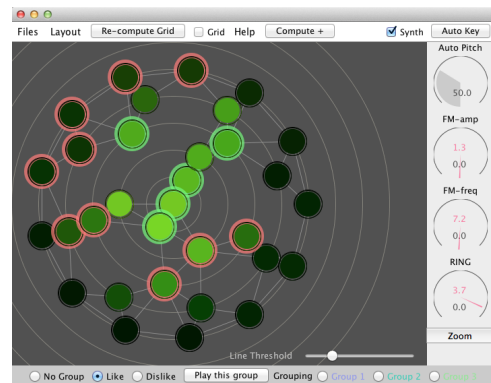 Files Layout Re-compute Grid Grid Help Compute + Synth Auto Key
Auto Pitch
50.0
FM-amp
1.3
0.0
FM-freq
7.2
0.0
RING
3.7
0.0
Zoom
Line Threshold
No Group Like Dislike Play this group Grouping Group 1 Group 2